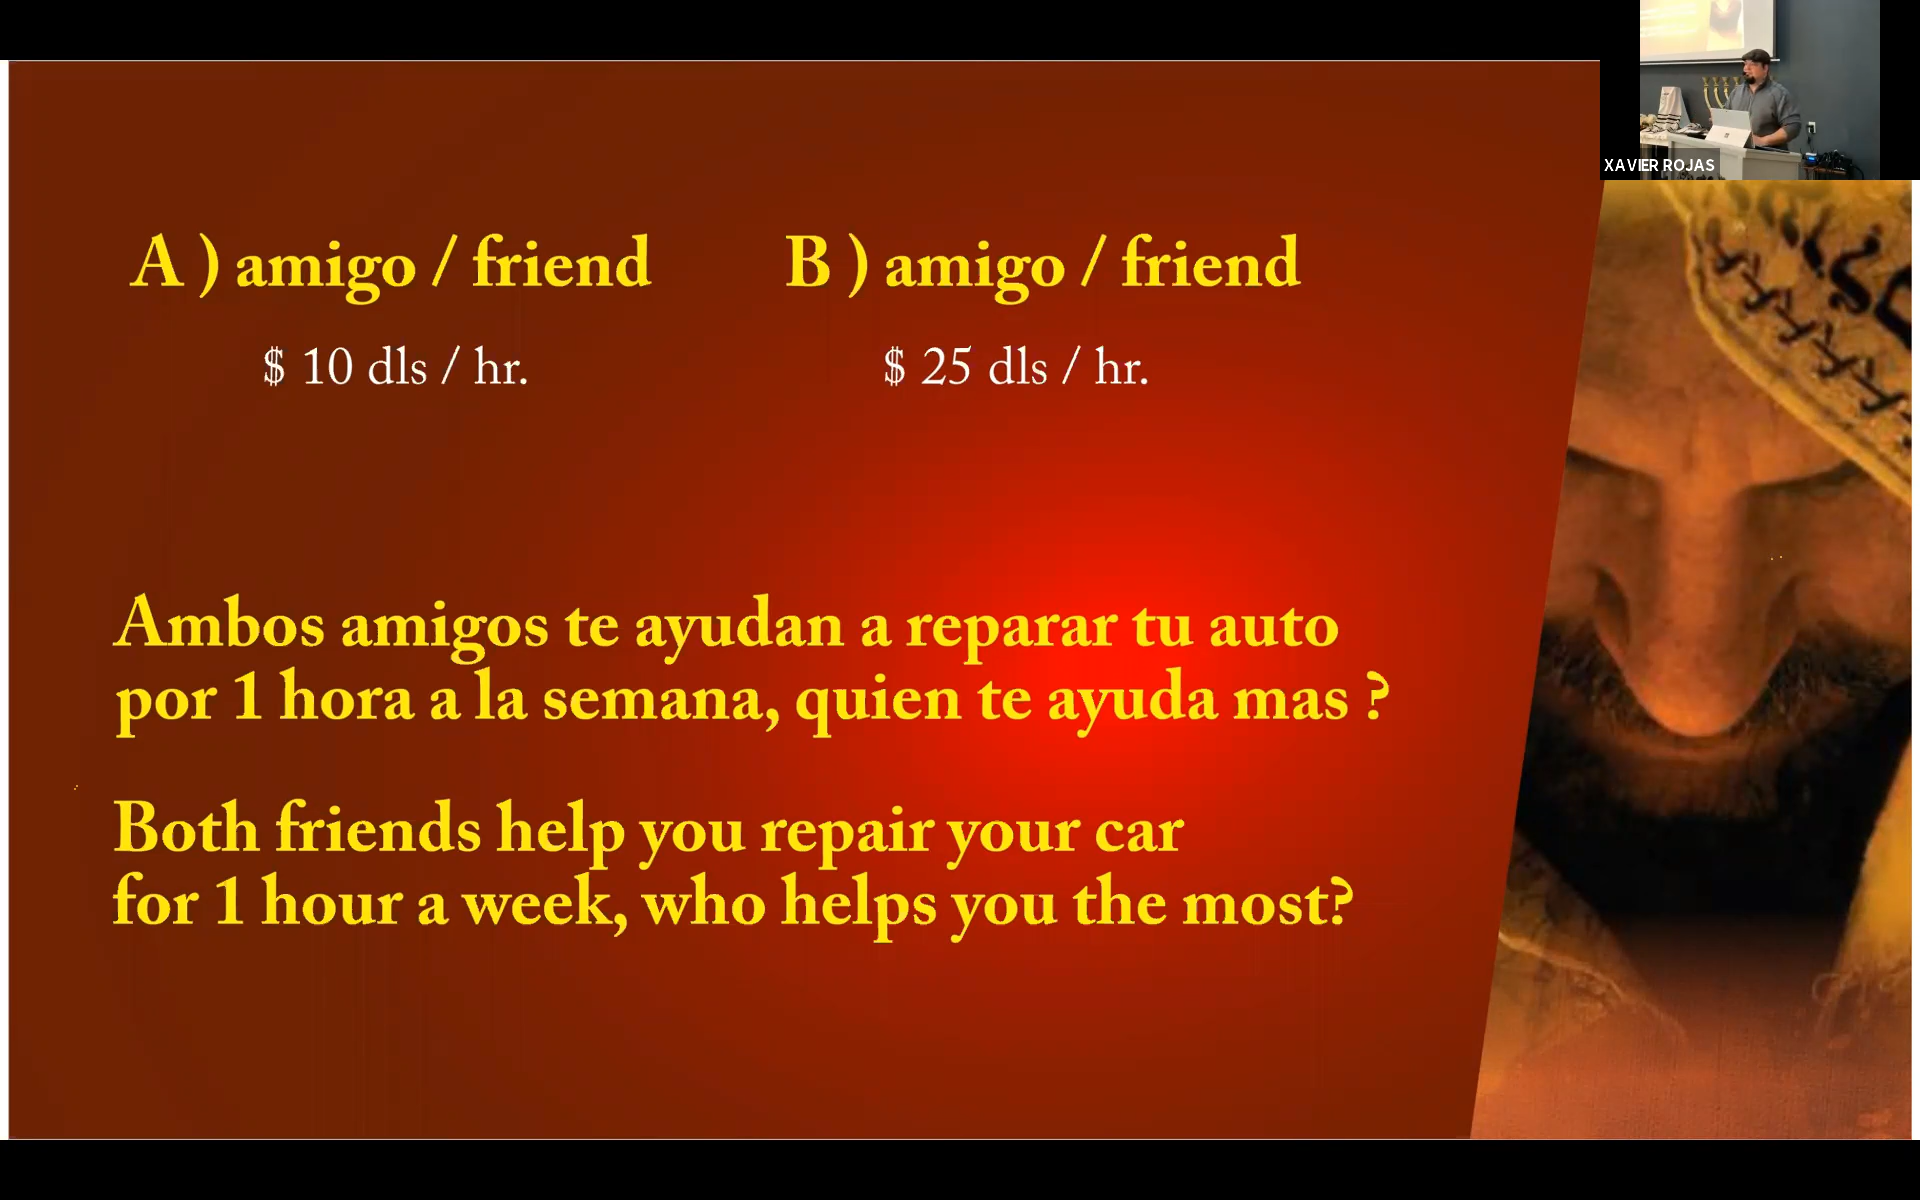 XAVIER ROJAS
A ) amigo / friend
B ) amigo / friend
$ 10 dls / hr.
$ 25 dls / hr.
Ambos amigos te ayudan a reparar tu auto
por 1 hora a la semana, quien te ayuda mas ?
Both friends help you repair your car
for 1 hour a week, who helps you the most?